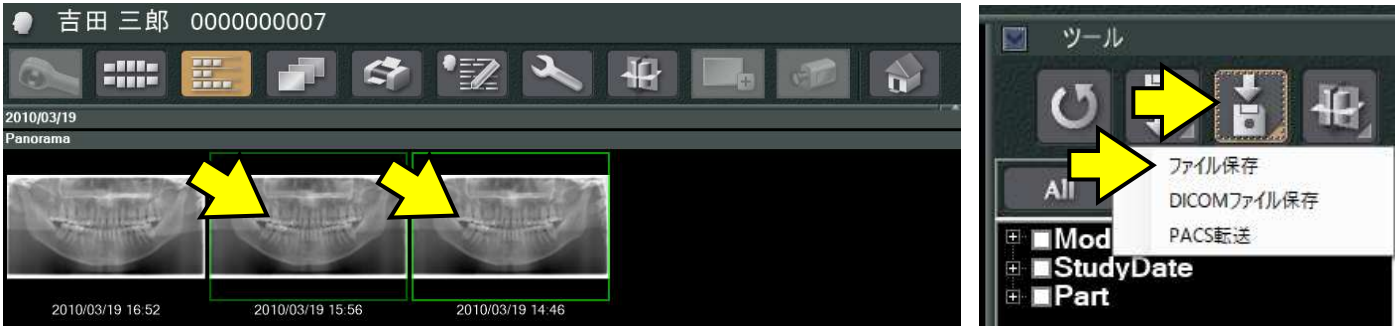 吉田 三郎 0000000007
2010/03/19
Panorama
2010/03/19 16:52
2010/03/19 15:56
2010/03/19 14:46
ツール
ファイル保存
All
DICOMファイル保存
PACS転送
Mod
StudyDate
Part